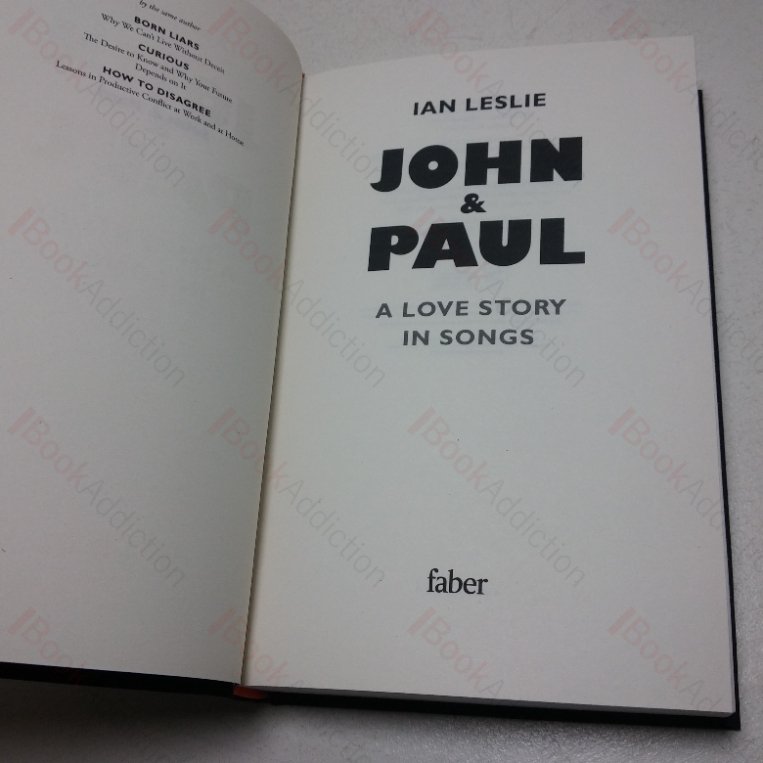 by the same author
BORN LIARS
Why We Can't Live Without Deceit
CURIOUS
The Desire to Know and Why Your Future
Depends on It
HOW TO DISAGREE
Lessons in Productive Conflict at Work and at Home
IAN LESLIE
JOHN
&
PAUL
A LOVE STORY
IN SONGS
faber
BookAddiction